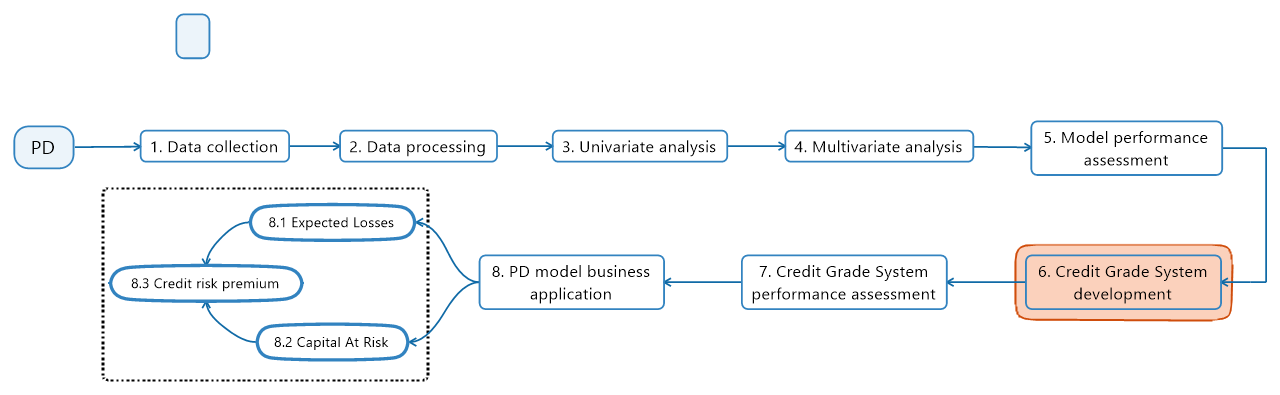 PD
1. Data collection
2. Data processing
3. Univariate analysis
4. Multivariate analysis
5. Model performance
assessment
6. Credit Grade System
development
7. Credit Grade System
performance assessment
8. PD model business
application
8.1 Expected Losses
8.2 Capital At Risk
8.3 Credit risk premium